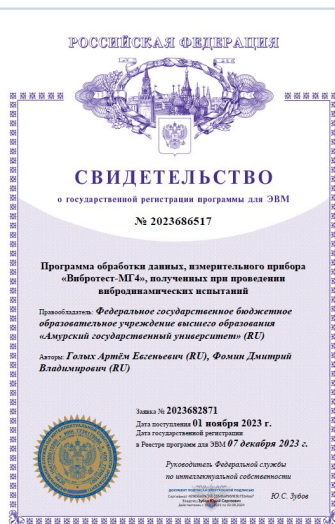 РОССИЙСКАЯ ФЕДЕРАЦИЯ
СВИДЕТЕЛЬСТВО
о государственной регистрации программы для ЭВМ
№ 2023686517
Программа обработки данных, измерительного прибора
«Вибротест-МГ4», полученных при проведении
вибродинамических испытаний
Правообладатель: Федеральное государственное бюджетное
образовательное учреждение высшего образования
«Амурский государственный университет» (RU)
Авторы: Голых Артём Евгеньевич (RU), Фомин Дмитрий
Владимирович (RU)
Заявка № 2023682871
Дата поступления 01 ноября 2023 г.
Дата государственной регистрации
в Реестре программ для ЭВМ 07 декабря 2023 г.
Руководитель Федеральной службы
по интеллектуальной собственности
Ю.С. Зубов